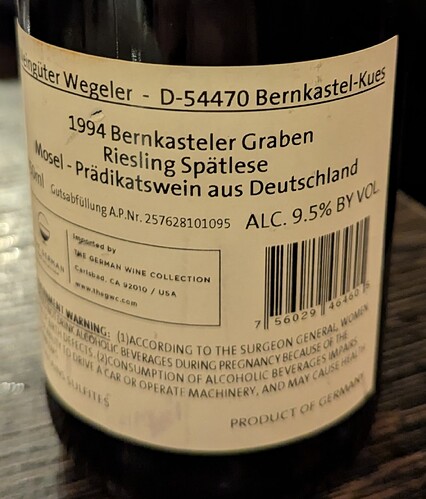 Weingüter Wegeler - D-54470 Bernkastel-Kues
1994 Bernkasteler Graben
Riesling Spätlese
Mosel - Prädikatswein aus Deutschland
Gutsabfüllung A.P.Nr. 257628101095 ALC. 9.5% BY VOL.
Imported by
THE GERMAN WINE COLLECTION
Carlsbad, CA 92010 / USA
www.thegwc.com
7 56029 46460 6
WARNING: (1)ACCORDING TO THE SURGEON GENERAL, WOMEN
DRINK ALCOHOLIC BEVERAGES DURING PREGNANCY BECAUSE OF THE
DEFECTS. (2)CONSUMPTION OF ALCOHOLIC BEVERAGES IMPAIRS
TO DRIVE A CAR OR OPERATE MACHINERY, AND MAY CAUSE HEALTH
SULFITES
PRODUCT OF GERMANY